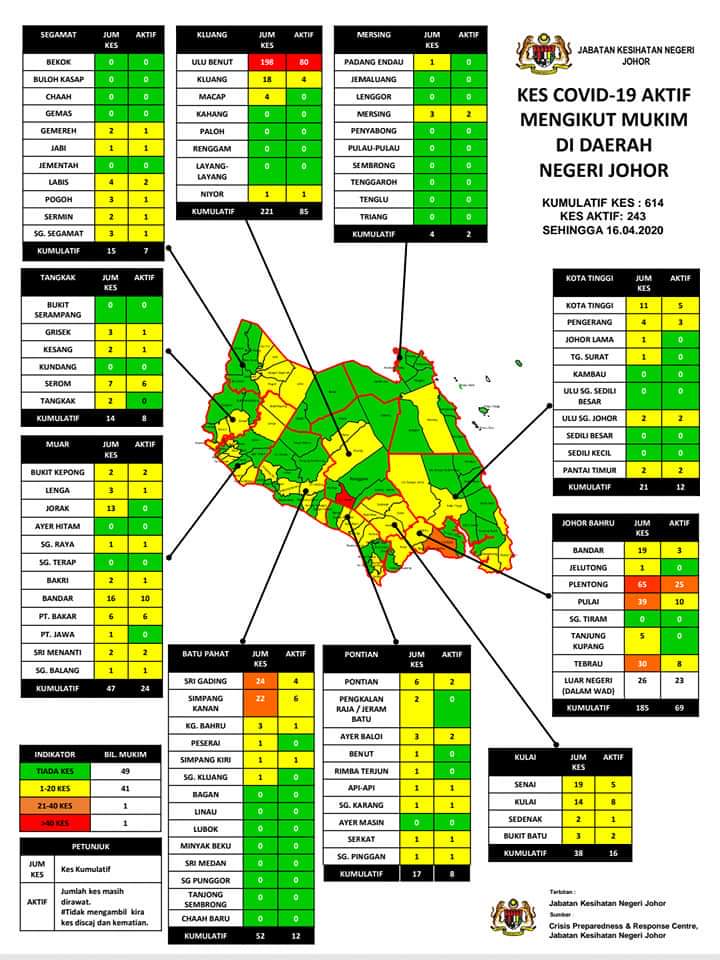 JABATAN KESIHATAN NEGERI
JOHOR
KES COVID-19 AKTIF
MENGIKUT MUKIM
DI DAERAH
NEGERI JOHOR
KUMULATIF KES : 614
KES AKTIF: 243
SEHINGGA 16.04.2020
SEGAMAT JUM KES AKTIF
BEKOK 0 0
BULOH KASAP 0 0
CHAAH 0 0
GEMAS 0 0
GEMEREH 2 1
JABI 1 1
JEMENTAH 0 0
LABIS 4 2
POGOH 3 1
SERMIN 2 1
SG. SEGAMAT 3 1
KUMULATIF 15 7
KLUANG JUM KES AKTIF
ULU BENUT 198 80
KLUANG 18 4
MACAP 4 0
KAHANG 0 0
PALOH 0 0
RENGGAM 0 0
LAYANG-LAYANG 0 0
NIYOR 1 1
KUMULATIF 221 85
MERSING JUM KES AKTIF
PADANG ENDAU 1 0
JEMALUANG 0 0
LENGGOR 0 0
MERSING 3 2
PENYABONG 0 0
PULAU-PULAU 0 0
SEMBRONG 0 0
TENGGAROH 0 0
TENGLU 0 0
TRIANG 0 0
KUMULATIF 4 2
TANGKAK JUM KES AKTIF
BUKIT SERAMPANG 0 0
GRISEK 3 1
KESANG 2 1
KUNDANG 0 0
SEROM 7 6
TANGKAK 2 0
KUMULATIF 14 8
KOTA TINGGI JUM KES AKTIF
KOTA TINGGI 11 5
PENGERANG 4 3
JOHOR LAMA 1 0
TG. SURAT 1 0
KAMBAU 0 0
ULU SG. SEDILI BESAR 0 0
ULU SG. JOHOR 2 2
SEDILI BESAR 0 0
SEDILI KECIL 0 0
PANTAI TIMUR 2 2
KUMULATIF 21 12
MUAR JUM KES AKTIF
BUKIT KEPONG 2 2
LENGA 3 1
JORAK 13 0
AYER HITAM 0 0
SG. RAYA 1 1
SG. TERAP 0 0
BAKRI 2 1
BANDAR 16 10
PT. BAKAR 6 6
PT. JAWA 1 0
SRI MENANTI 2 2
SG. BALANG 1 1
KUMULATIF 47 24
JOHOR BAHRU JUM KES AKTIF
BANDAR 19 3
JELUTONG 1 0
PLENTONG 65 25
PULAI 39 10
SG. TIRAM 0 0
TANJUNG KUPANG 5 0
TEBRAU 30 8
LUAR NEGERI (DALAM WAD) 26 23
KUMULATIF 185 69
BATU PAHAT JUM KES AKTIF
SRI GADING 24 4
SIMPANG KANAN 22 6
KG. BAHRU 3 1
PESERAI 1 0
SIMPANG KIRI 1 1
SG. KLUANG 1 0
BAGAN 0 0
LINAU 0 0
LUBOK 0 0
MINYAK BEKU 0 0
SRI MEDAN 0 0
SG PUNGGOR 0 0
TANJONG SEMBRONG 0 0
CHAAH BARU 0 0
KUMULATIF 52 12
PONTIAN JUM KES AKTIF
PONTIAN 6 2
PENGKALAN RAJA / JERAM BATU 2 0
AYER BALOI 3 2
BENUT 1 0
RIMBA TERJUN 1 0
API-API 1 1
SG. KARANG 1 1
AYER MASIN 0 0
SERKAT 1 1
SG. PINGGAN 1 1
KUMULATIF 17 8
KULAI JUM KES AKTIF
SENAI 19 5
KULAI 14 8
SEDENAK 2 1
BUKIT BATU 3 2
KUMULATIF 38 16
INDIKATOR BIL. MUKIM
TIADA KES 49
1-20 KES 41
21-40 KES 1
>40 KES 1
PETUNJUK
JUM KES Kes Kumulatif
AKTIF Jumlah kes masih dirawat.
#Tidak mengambil kira kes discaj dan kematian.
Terbitan :
Jabatan Kesihatan Negeri Johor
Sumber :
Crisis Preparedness & Response Centre,
Jabatan Kesihatan Negeri Johor